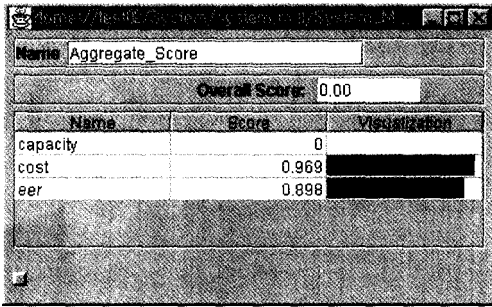 Name Aggregate_Score
Overall Score: 0.00
Name Score Visualization
capacity 0
cost 0.969
eer 0.898